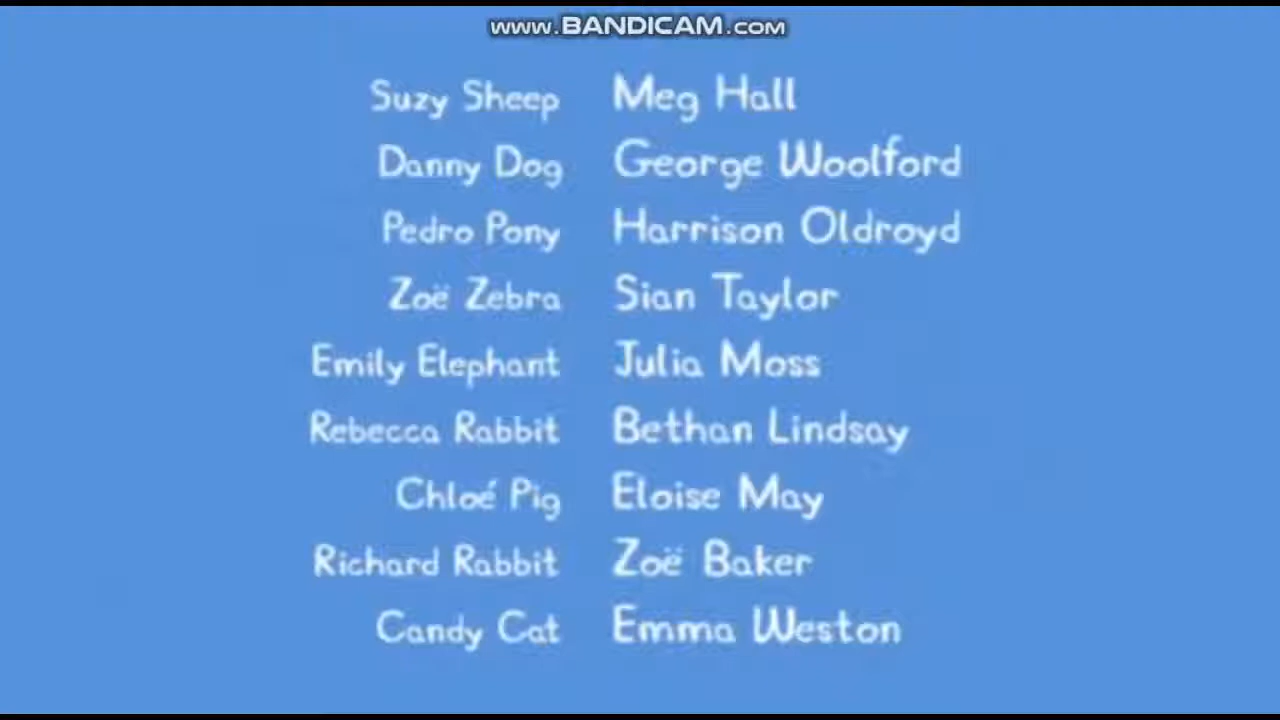 www.BANDICAM.com
Suzy Sheep Meg Hall
Danny Dog George Woolford
Pedro Pony Harrison Oldroyd
Zoë Zebra Sian Taylor
Emily Elephant Julia Moss
Rebecca Rabbit Bethan Lindsay
Chloé Pig Eloise May
Richard Rabbit Zoë Baker
Candy Cat Emma Weston